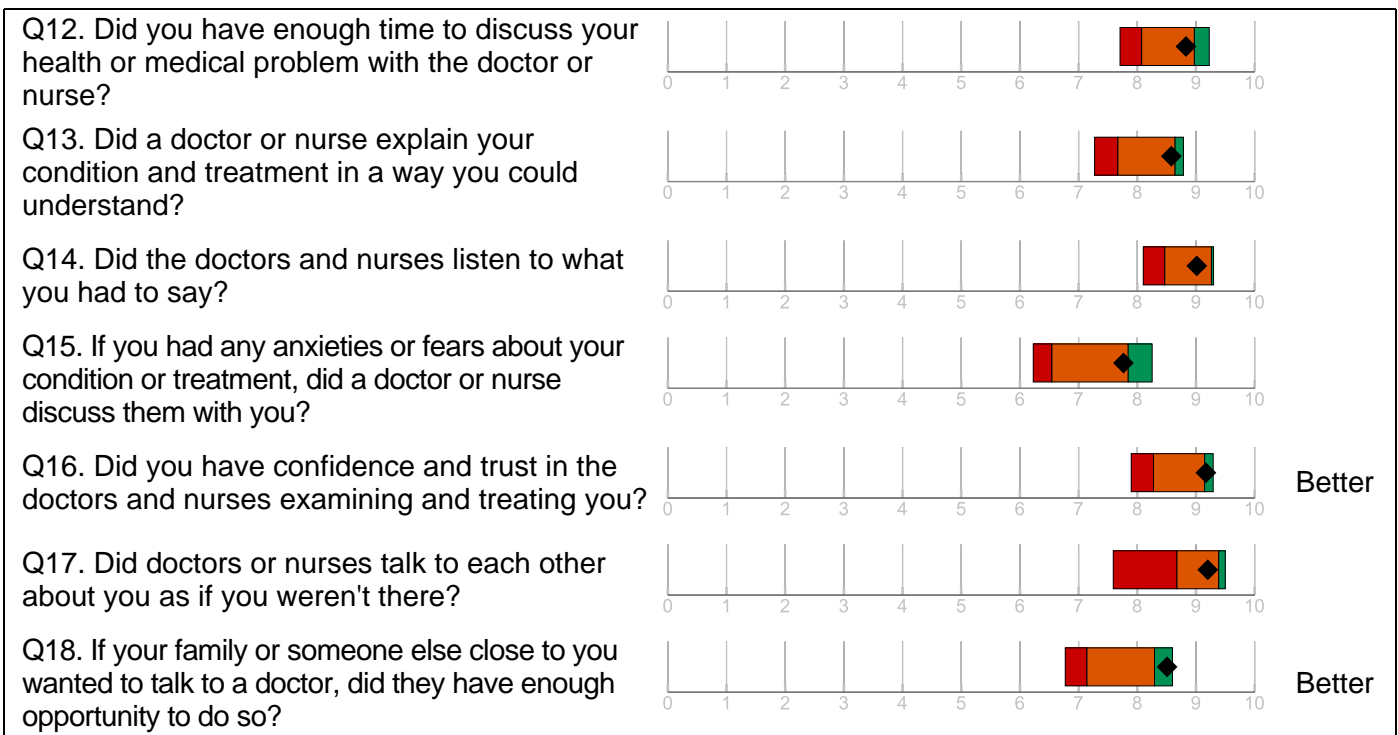 Q12. Did you have enough time to discuss your
health or medical problem with the doctor or
nurse?
0 1 2 3 4 5 6 7 8 9 10
Q13. Did a doctor or nurse explain your
condition and treatment in a way you could
understand?
0 1 2 3 4 5 6 7 8 9 10
Q14. Did the doctors and nurses listen to what
you had to say?
0 1 2 3 4 5 6 7 8 9 10
Q15. If you had any anxieties or fears about your
condition or treatment, did a doctor or nurse
discuss them with you?
0 1 2 3 4 5 6 7 8 9 10
Q16. Did you have confidence and trust in the
doctors and nurses examining and treating you?
Better
0 1 2 3 4 5 6 7 8 9 10
Q17. Did doctors or nurses talk to each other
about you as if you weren't there?
0 1 2 3 4 5 6 7 8 9 10
Q18. If your family or someone else close to you
wanted to talk to a doctor, did they have enough
opportunity to do so?
Better
0 1 2 3 4 5 6 7 8 9 10